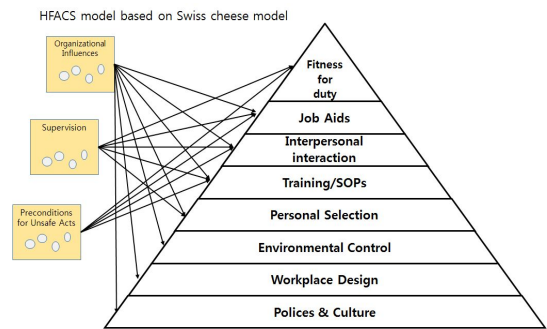 HFACS model based on Swiss cheese model
Organizational
Influences
Supervision
Preconditions
for Unsafe Acts
Fitness
for
duty
Job Aids
Interpersonal
interaction
Training/SOPs
Personal Selection
Environmental Control
Workplace Design
Polices & Culture